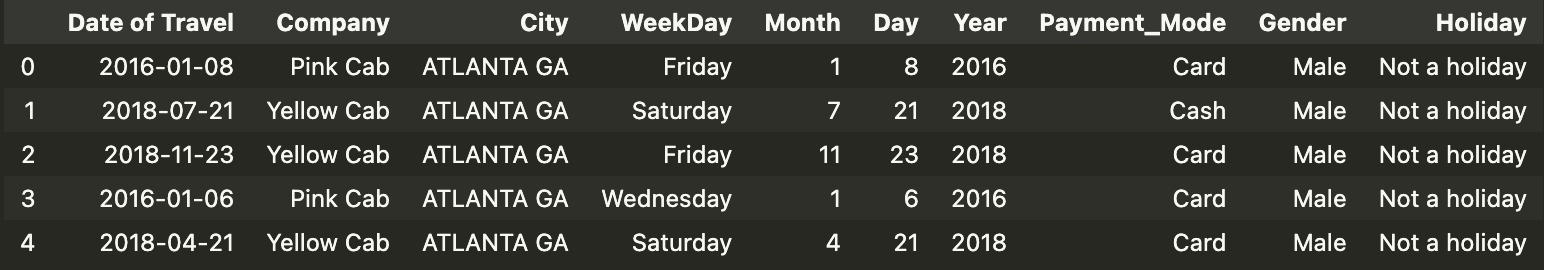 Date of Travel Company City WeekDay Month Day Year Payment_Mode Gender Holiday
0 2016-01-08 Pink Cab ATLANTA GA Friday 1 8 2016 Card Male Not a holiday
1 2018-07-21 Yellow Cab ATLANTA GA Saturday 7 21 2018 Cash Male Not a holiday
2 2018-11-23 Yellow Cab ATLANTA GA Friday 11 23 2018 Card Male Not a holiday
3 2016-01-06 Pink Cab ATLANTA GA Wednesday 1 6 2016 Card Male Not a holiday
4 2018-04-21 Yellow Cab ATLANTA GA Saturday 4 21 2018 Card Male Not a holiday